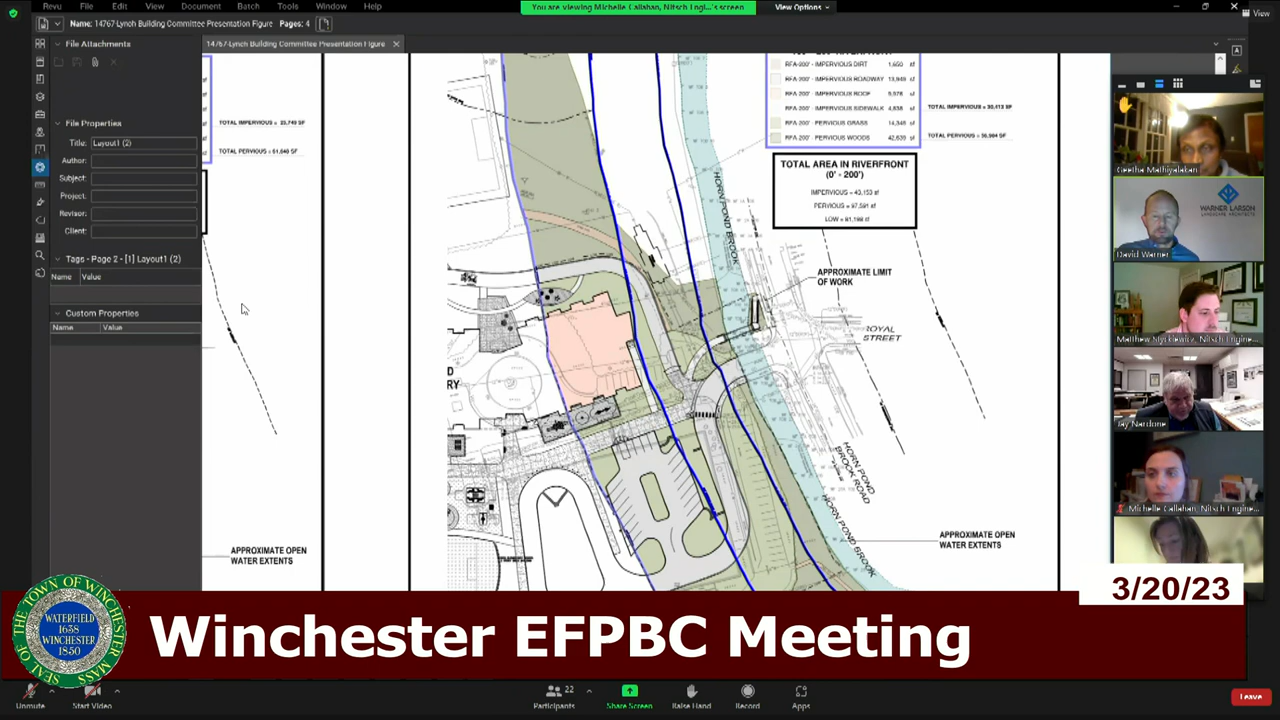 Revu File Edit View Document Batch Tools Window Help
You are viewing Michelle Callahan, Nitsch Engi...'s screen
View Options
View
Name: 14767-Lynch Building Committee Presentation Figure Pages: 4
File Attachments
14767-Lynch Building Committee Presentation Figure
File Properties
Title: Layout1 (2)
Author:
Subject:
Project:
Revisor:
Client:
Tags - Page 2 - [1] Layout1 (2)
Name Value
Custom Properties
Name Value
TOTAL IMPERVIOUS = 23,749 SF
TOTAL PERVIOUS = 61,640 SF
RFA-200' - IMPERVIOUS DIRT 1,650 sf
RFA-200' - IMPERVIOUS ROADWAY 13,949 sf
RFA-200' - IMPERVIOUS ROOF 9,976 sf
RFA-200' - IMPERVIOUS SIDEWALK 4,838 sf
RFA-200' - PERVIOUS GRASS 14,348 sf
RFA-200' - PERVIOUS WOODS 42,639 sf
TOTAL IMPERVIOUS = 30,413 SF
TOTAL PERVIOUS = 56,984 SF
TOTAL AREA IN RIVERFRONT
(0' - 200')
IMPERVIOUS = 43,153 SF
PERVIOUS = 97,591 SF
HORN POND BROOK
APPROXIMATE LIMIT
OF WORK
ROYAL
STREET
HORN POND
BROOK ROAD
HORN POND BROOK
APPROXIMATE OPEN
WATER EXTENTS
APPROXIMATE OPEN
WATER EXTENTS
Geetha Mathiyalakan
WARNER LARSON
LANDSCAPE ARCHITECTS
David Warner
Matthew Styckiewicz, Nitsch Engine...
Jay Nardone
Michelle Callahan, Nitsch Engine...
3/20/23
THE TOWN OF WINCHESTER MASS
SEAL OF
WATERFIELD
1638
WINCHESTER
1850
Winchester EFPBC Meeting
Unmute
Start Video
22
Participants
Share Screen
Raise Hand
Record
Apps
Leave